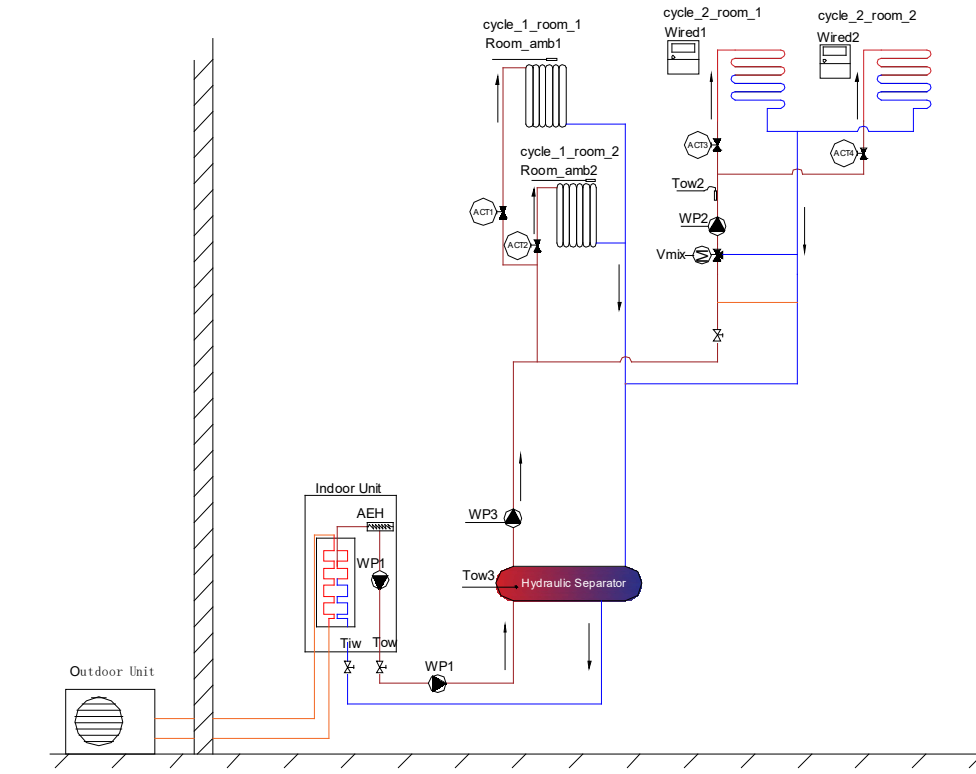 cycle_1_room_1
Room_amb1
cycle_2_room_1
Wired1
cycle_2_room_2
Wired2
cycle_1_room_2
Room_amb2
ACT3
ACT4
Tow2
ACT1
WP2
ACT2
Vmix
M
Indoor Unit
AEH
WP3
WP1
Tow3
Hydraulic Separator
Tiw
Tow
WP1
Outdoor Unit